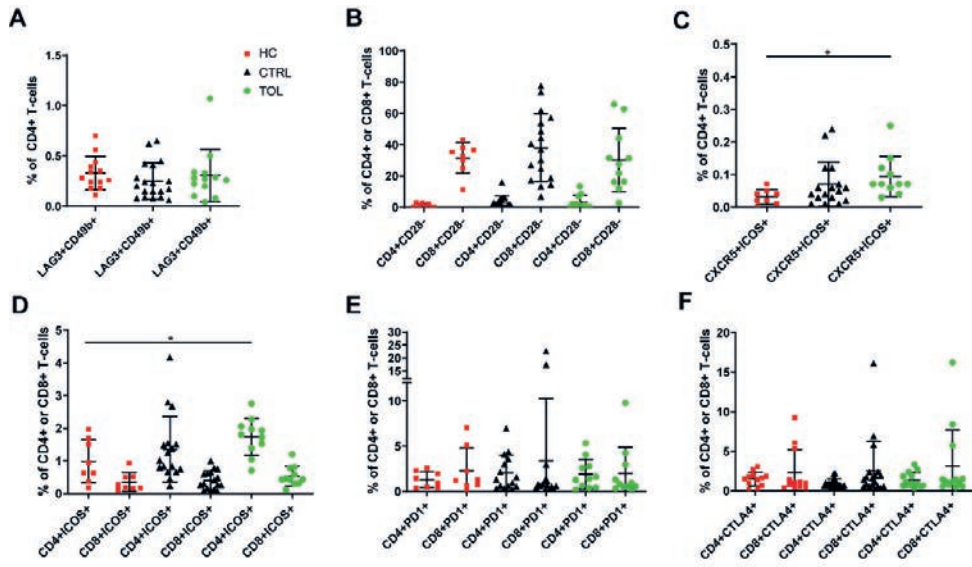 A
% of CD4+ T-cells
1.5
1.0
0.5
0.0
LAG3+CD49b+
LAG3+CD49b+
LAG3+CD49b+
HC
CTRL
TOL
B
% of CD4+ or CD8+ T-cells
100
80
60
40
20
0
CD4+CD28-
CD8+CD28-
CD4+CD28-
CD8+CD28-
CD4+CD28-
CD8+CD28-
C
% of CD4+ T-cells
0.5
0.4
0.3
0.2
0.1
0.0
*
CXCR5+ICOS+
CXCR5+ICOS+
CXCR5+ICOS+
D
% of CD4+ or CD8+ T-cells
5
4
3
2
1
0
*
CD4+ICOS+
CD8+ICOS+
CD4+ICOS+
CD8+ICOS+
CD4+ICOS+
CD8+ICOS+
E
% of CD4+ or CD8+ T-cells
30
25
20
15
10
5
0
CD4+PD1+
CD8+PD1+
CD4+PD1+
CD8+PD1+
CD4+PD1+
CD8+PD1+
F
% of CD4+ or CD8+ T-cells
20
15
10
5
0
CD4+CTLA4+
CD8+CTLA4+
CD4+CTLA4+
CD8+CTLA4+
CD4+CTLA4+
CD8+CTLA4+